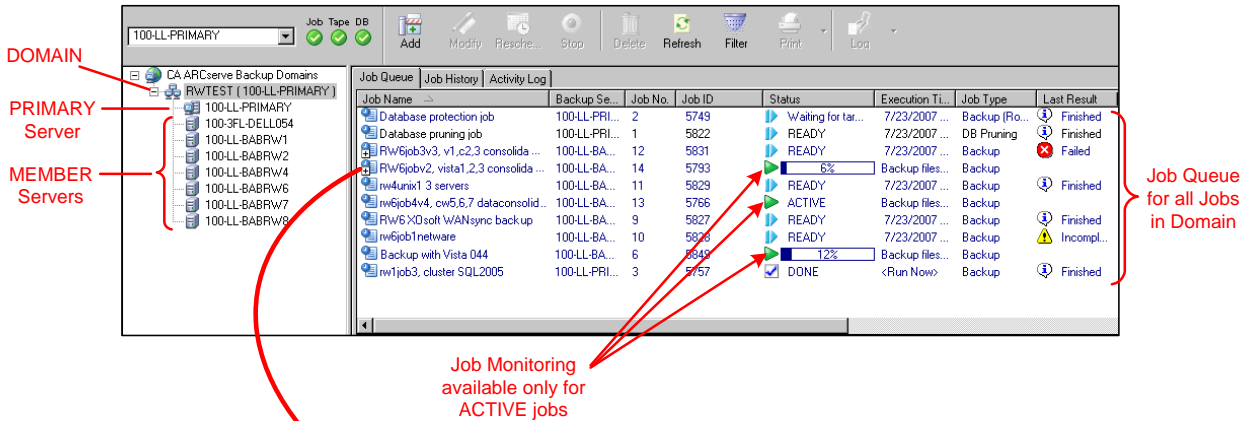 100-LL-PRIMARY
Job Tape DB
Add Modify Resche... Stop Delete Refresh Filter Print Log
DOMAIN
PRIMARY
Server
MEMBER
Servers
CA ARCserve Backup Domains
RWTEST ( 100-LL-PRIMARY )
100-LL-PRIMARY
100-3FL-DELL054
100-LL-BABRW1
100-LL-BABRW2
100-LL-BABRW4
100-LL-BABRW6
100-LL-BABRW7
100-LL-BABRW8
Job Queue Job History Activity Log
Job Name Backup Se... Job No. Job ID Status Execution Ti... Job Type Last Result
Database protection job 100-LL-PRI... 2 5749 Waiting for tar... 7/23/2007 ... Backup (Ro... Finished
Database pruning job 100-LL-PRI... 1 5822 READY 7/23/2007 ... DB Pruning Finished
RW6job3v3, v1,c2,3 consolida ... 100-LL-BA... 12 5831 READY 7/23/2007 ... Backup Failed
RW6jobv2, vista1,2,3 consolida ... 100-LL-BA... 14 5793 6% Backup files... Backup
rw4unix1 3 servers 100-LL-BA... 11 5829 READY 7/23/2007 ... Backup Finished
rw6job4v4, cw5,6,7 dataconsolid... 100-LL-BA... 13 5766 ACTIVE Backup files... Backup
RW6 XOsoft WANsync backup 100-LL-BA... 9 5827 READY 7/23/2007 ... Backup Finished
rw6job1netware 100-LL-BA... 10 5828 READY 7/23/2007 ... Backup Incompl...
Backup with Vista 044 100-LL-BA... 6 5848 12% Backup files... Backup
rw1job3, cluster SQL2005 100-LL-PRI... 3 5757 DONE <Run Now> Backup Finished
Job Queue
for all Jobs
in Domain
Job Monitoring
available only for
ACTIVE jobs